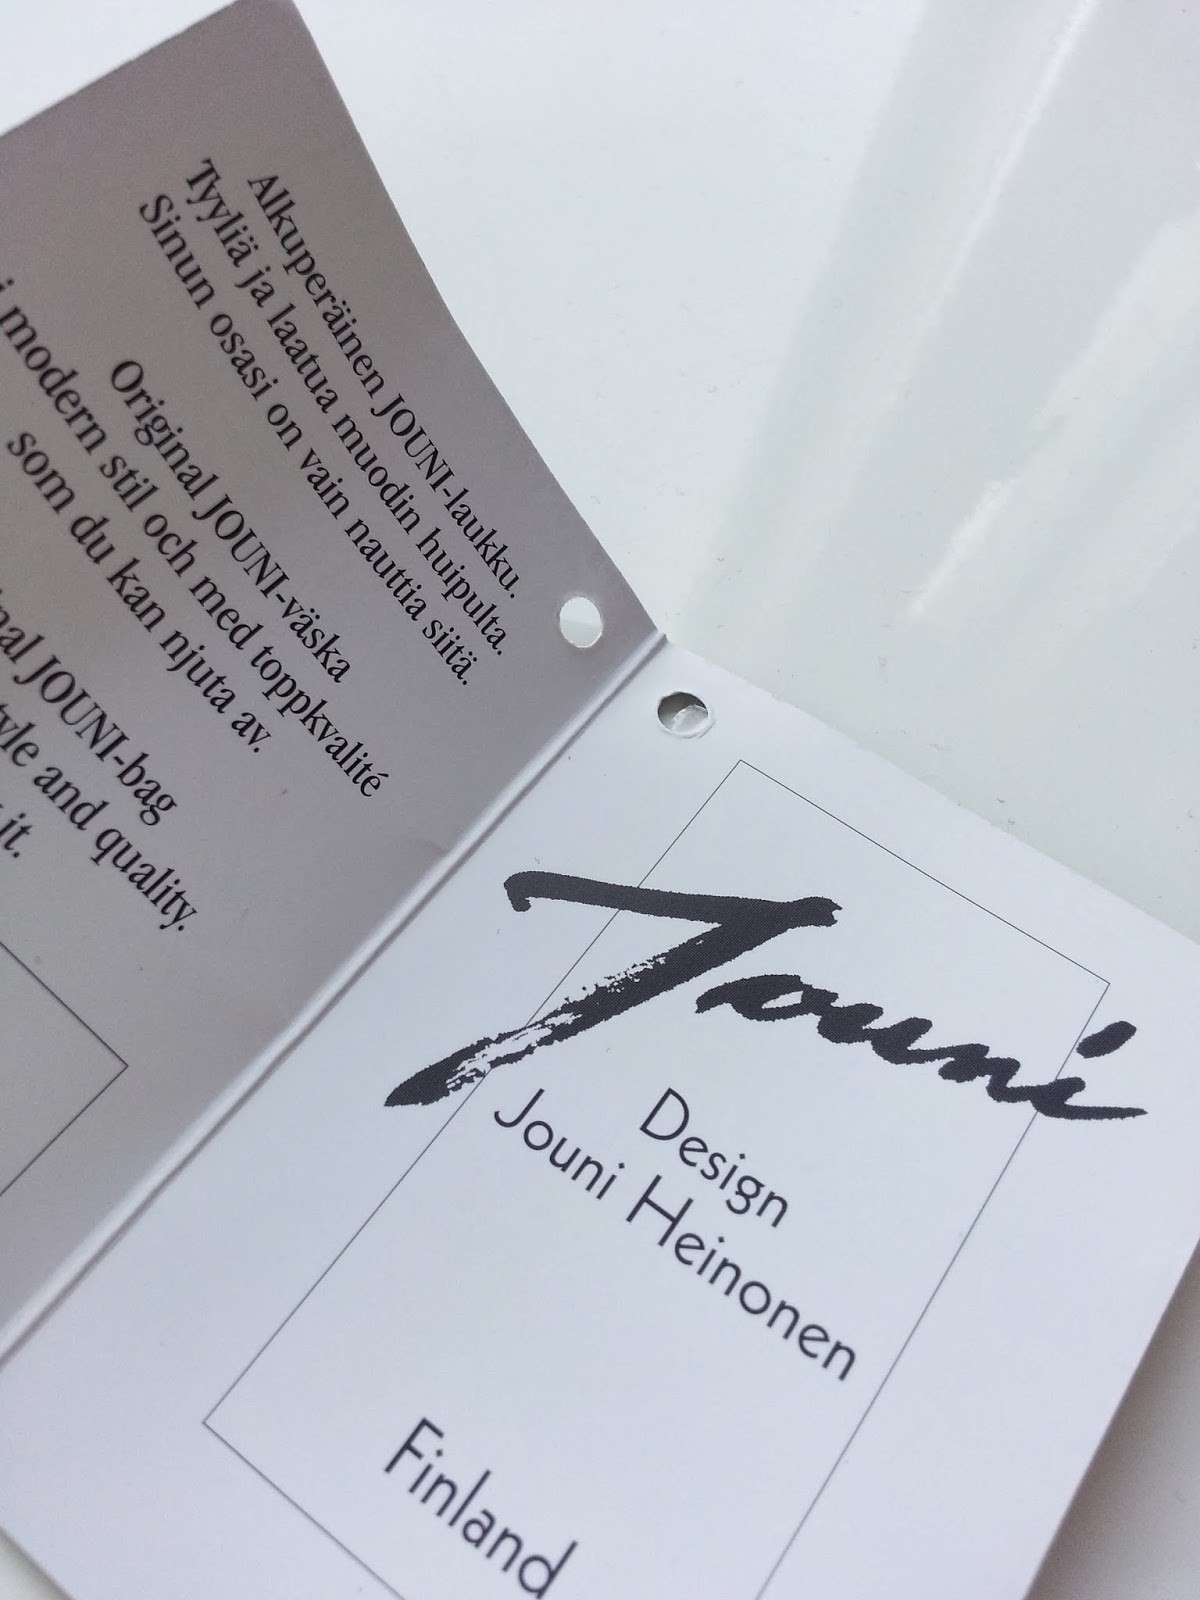 Alkuperäinen JOUNI-laukku.
Tyyliä ja laatua muodin huipulta.
Sinun osasi on vain nauttia siitä.
Original JOUNI-väska
i modern stil och med toppkvalité
som du kan njuta av.
JOUNI-bag
and quality.
it.
Jouni
Design
Jouni Heinonen
Finland